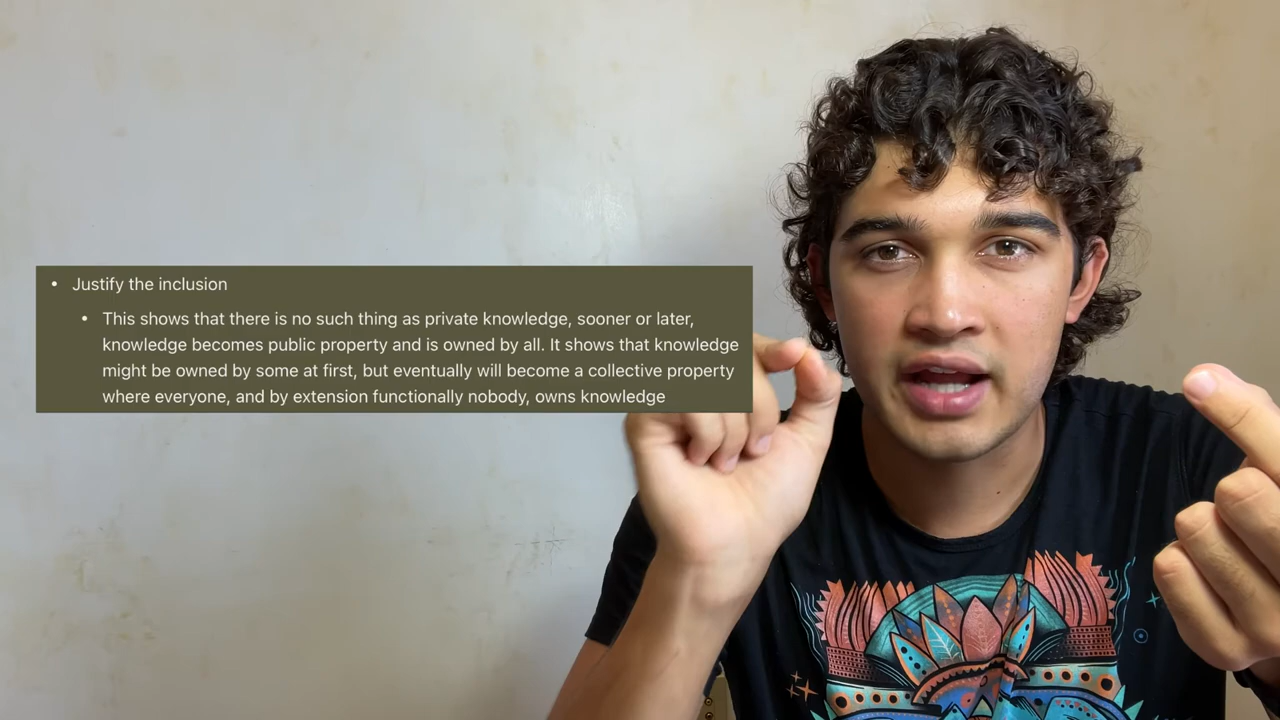 • Justify the inclusion
• This shows that there is no such thing as private knowledge, sooner or later,
knowledge becomes public property and is owned by all. It shows that knowledge
might be owned by some at first, but eventually will become a collective property
where everyone, and by extension functionally nobody, owns knowledge